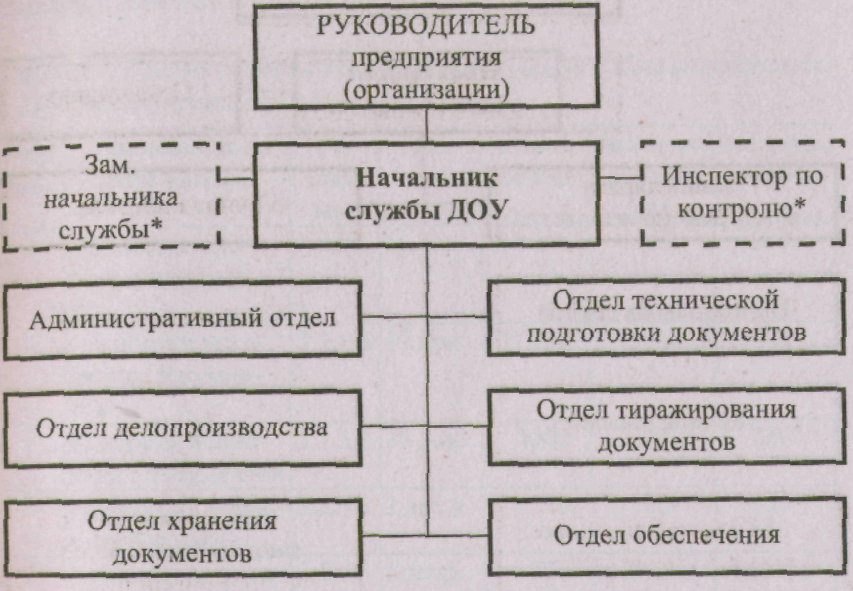 РУКОВОДИТЕЛЬ
предприятия
(организации)
Зам.
начальника
службы*
Начальник
службы ДОУ
Инспектор по
контролю*
Административный отдел
Отдел технической
подготовки документов
Отдел делопроизводства
Отдел тиражирования
документов
Отдел хранения
документов
Отдел обеспечения